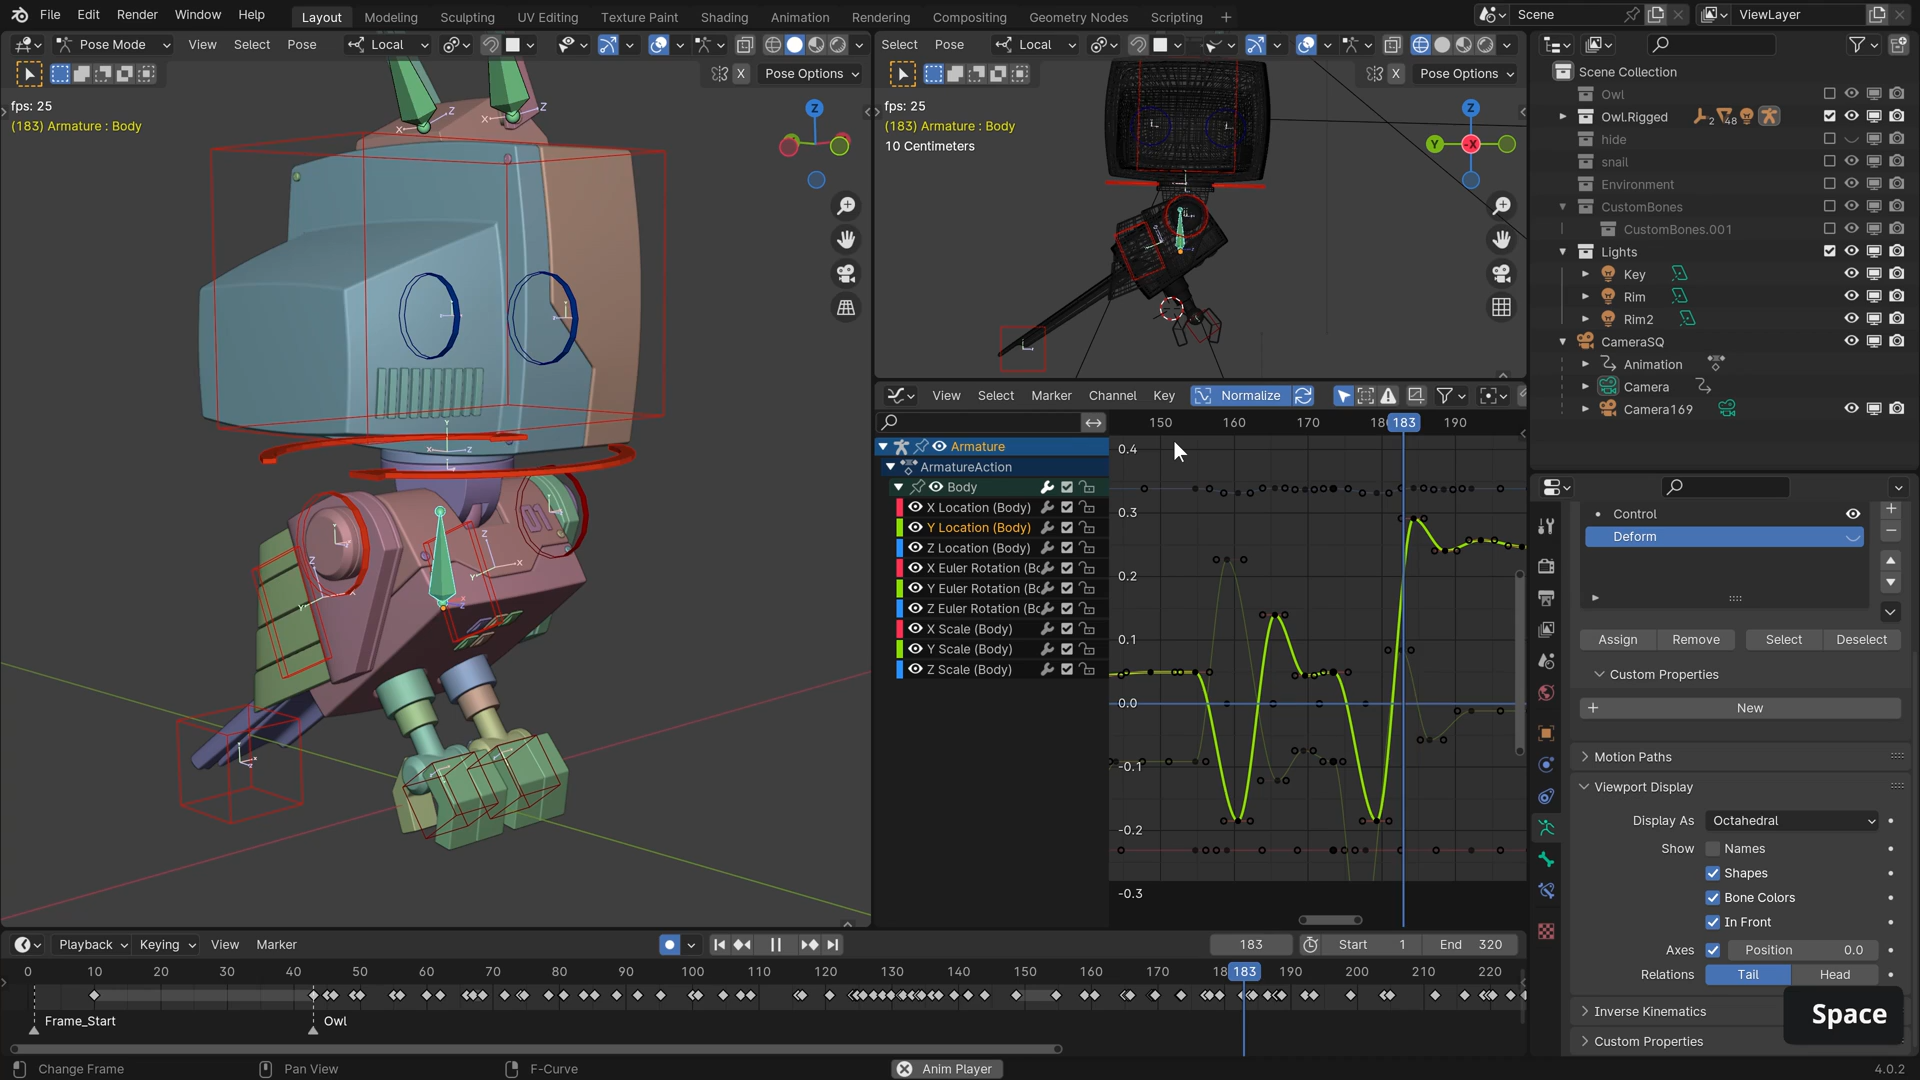 File Edit Render Window Help
Layout Modeling Sculpting UV Editing Texture Paint Shading Animation Rendering Compositing Geometry Nodes Scripting +
Scene
ViewLayer
Pose Mode View Select Pose Local
X Pose Options
fps: 25
(183) Armature : Body
Z
X Z X Z
01
Select Pose Local
X Pose Options
fps: 25
(183) Armature : Body
10 Centimeters
Z
Y -X
View Select Marker Channel Key Normalize
150 160 170 18 183 190
Armature
ArmatureAction
Body
X Location (Body)
Y Location (Body)
Z Location (Body)
X Euler Rotation (Bo
Y Euler Rotation (Bo
Z Euler Rotation (Bo
X Scale (Body)
Y Scale (Body)
Z Scale (Body)
0.4
0.3
0.2
0.1
0.0
-0.1
-0.2
-0.3
Scene Collection
Owl
Owl.Rigged 2 48
hide
snail
Environment
CustomBones
CustomBones.001
Lights
Key
Rim
Rim2
CameraSQ
Animation
Camera
Camera169
Control
Deform
Assign Remove Select Deselect
Custom Properties
+ New
Motion Paths
Viewport Display
Display As Octahedral
Show Names
Shapes
Bone Colors
In Front
Axes Position 0.0
Relations Tail Head
Inverse Kinematics
Custom Properties
Space
Playback Keying View Marker
183 Start 1 End 320
0 10 20 30 40 50 60 70 80 90 100 110 120 130 140 150 160 170 18 183 190 200 210 220
Frame_Start Owl
Change Frame Pan View F-Curve Anim Player 4.0.2